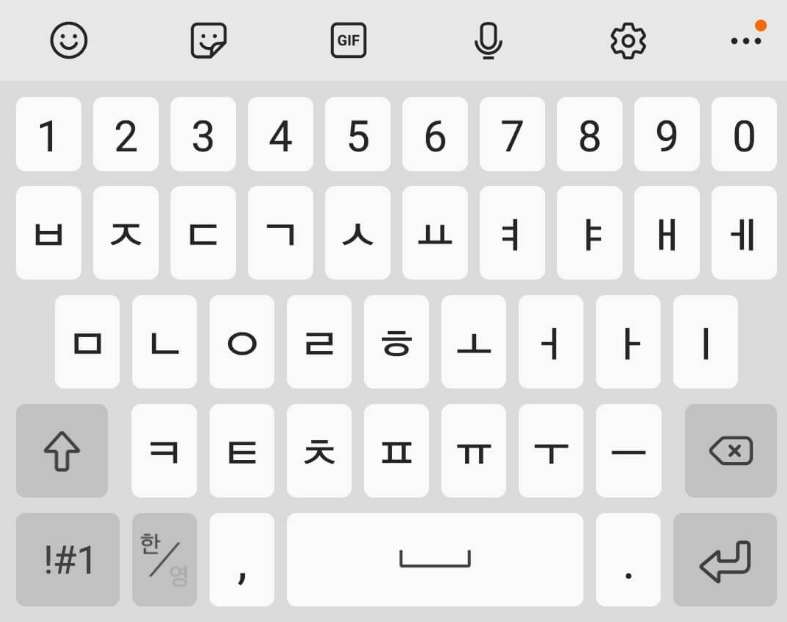 GIF
1 2 3 4 5 6 7 8 9 0
ㅂ ㅈ ㄷ ㄱ ㅅ ㅛ ㅕ ㅑ ㅐ ㅔ
ㅁ ㄴ ㅇ ㄹ ㅎ ㅗ ㅓ ㅏ ㅣ
ㅋ ㅌ ㅊ ㅍ ㅠ ㅜ ㅡ
!#1 한/영 , .